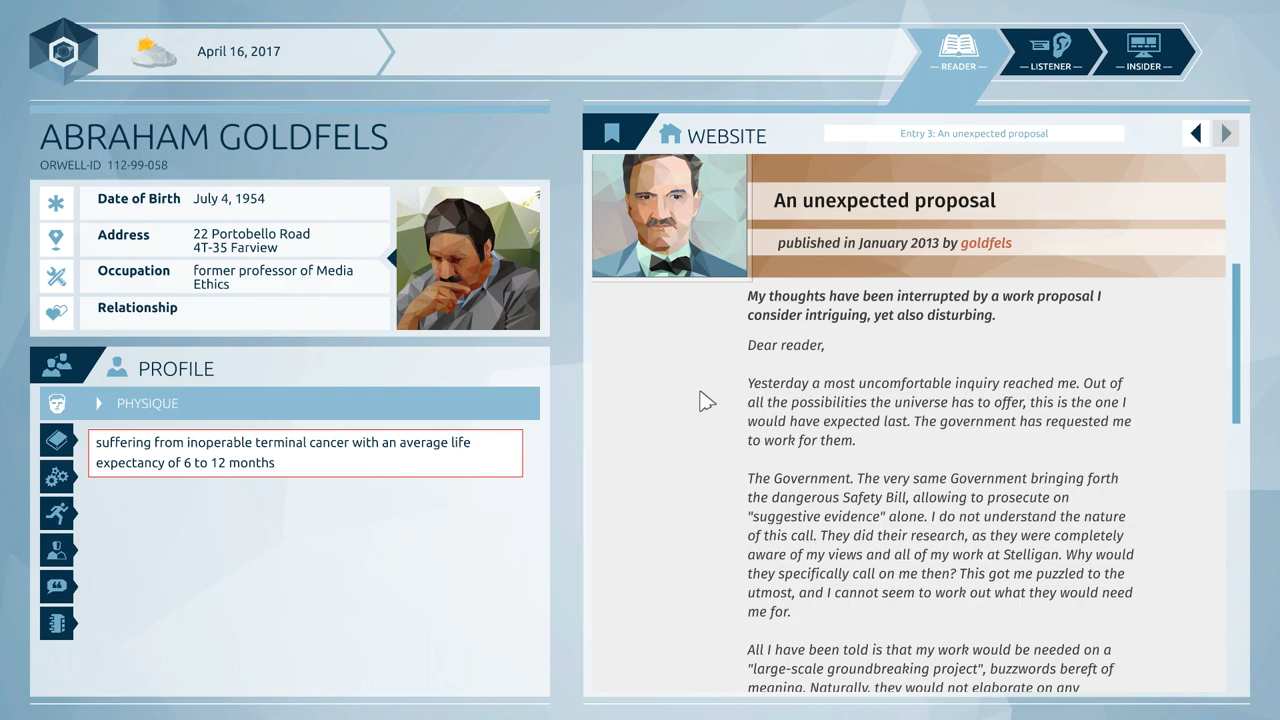 April 16, 2017
— READER —
— LISTENER —
— INSIDER —
ABRAHAM GOLDFELS
ORWELL-ID 112-99-058
Date of Birth July 4, 1954
Address 22 Portobello Road
4T-35 Farview
Occupation former professor of Media
Ethics
Relationship
PROFILE
PHYSIQUE
suffering from inoperable terminal cancer with an average life
expectancy of 6 to 12 months
WEBSITE
Entry 3: An unexpected proposal
An unexpected proposal
published in January 2013 by goldfels
My thoughts have been interrupted by a work proposal I
consider intriguing, yet also disturbing.
Dear reader,
Yesterday a most uncomfortable inquiry reached me. Out of
all the possibilities the universe has to offer, this is the one I
would have expected last. The government has requested me
to work for them.
The Government. The very same Government bringing forth
the dangerous Safety Bill, allowing to prosecute on
"suggestive evidence" alone. I do not understand the nature
of this call. They did their research, as they were completely
aware of my views and all of my work at Stelligan. Why would
they specifically call on me then? This got me puzzled to the
utmost, and I cannot seem to work out what they would need
me for.
All I have been told is that my work would be needed on a
"large-scale groundbreaking project", buzzwords bereft of
meaning. Naturally, they would not elaborate on any